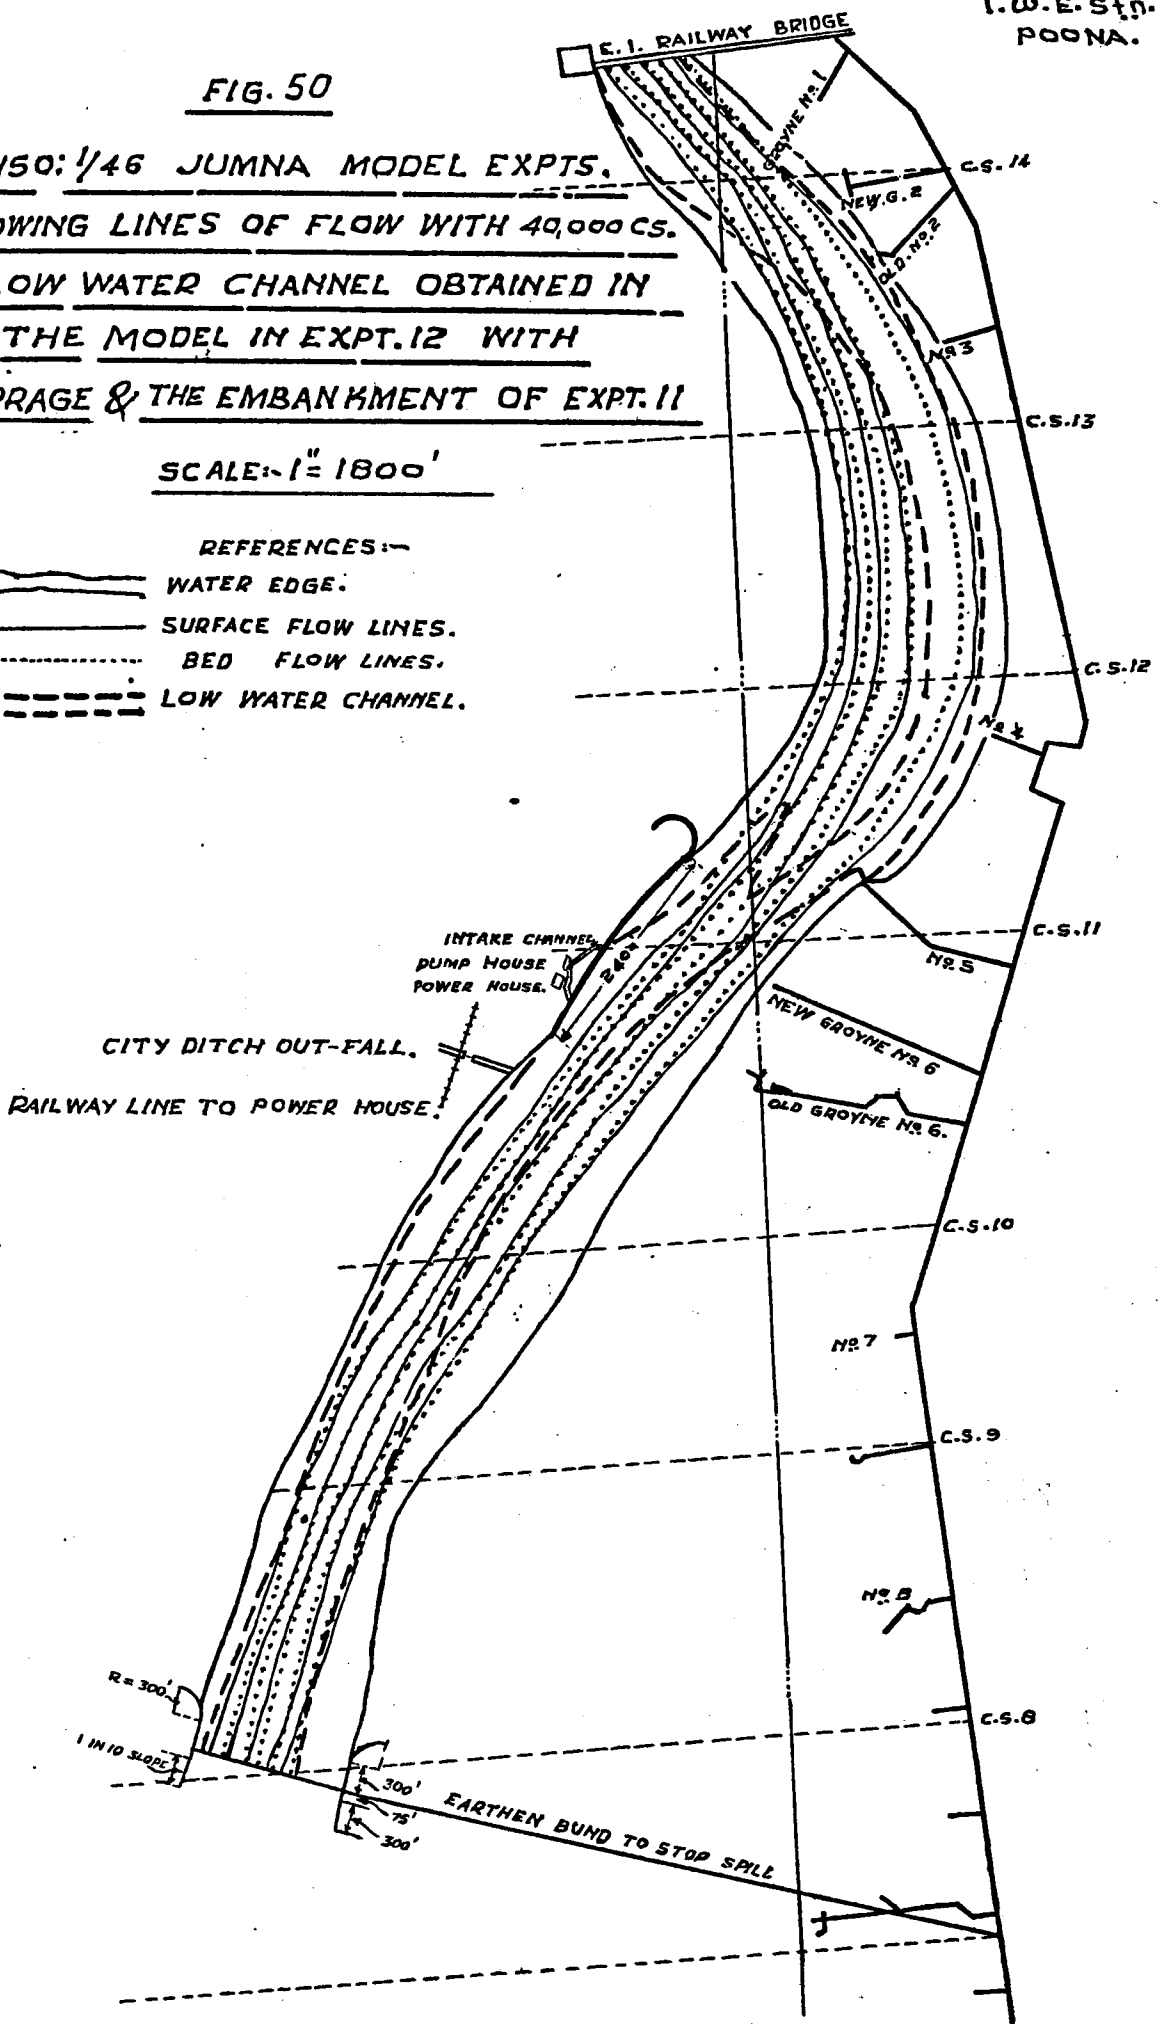 I.W.E. Stn.
POONA.
E. I. RAILWAY BRIDGE
FIG. 50
/150: 1/46 JUMNA MODEL EXPTS.
OWING LINES OF FLOW WITH 40,000 CS.
LOW WATER CHANNEL OBTAINED IN
THE MODEL IN EXPT. 12 WITH
RRAGE & THE EMBANKMENT OF EXPT. 11
SCALE:- 1" = 1800'
REFERENCES:-
WATER EDGE.
SURFACE FLOW LINES.
BED FLOW LINES.
LOW WATER CHANNEL.
GROYNE No. 1
C.S. 14
NEW. G. 2
OLD. No. 2
No 3
C.S. 13
C.S. 12
No 4
C.S. 11
No. 5
INTAKE CHANNEL
PUMP HOUSE
POWER HOUSE.
NEW GROYNE No. 6
CITY DITCH OUT-FALL.
RAILWAY LINE TO POWER HOUSE.
OLD GROYNE No. 6.
C.S. 10
No. 7
C.S. 9
No. 8
R = 300'
C.S. 8
1 IN 10 SLOPE
300'
75'
300'
EARTHEN BUND TO STOP SPILL